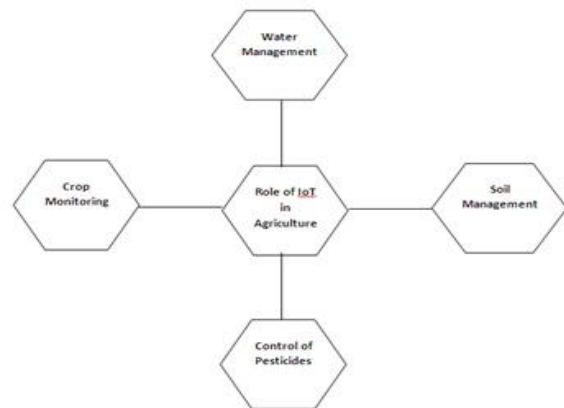 Water
Management
Crop
Monitoring
Role of IoT
in
Agriculture
Soil
Management
Control of
Pesticides